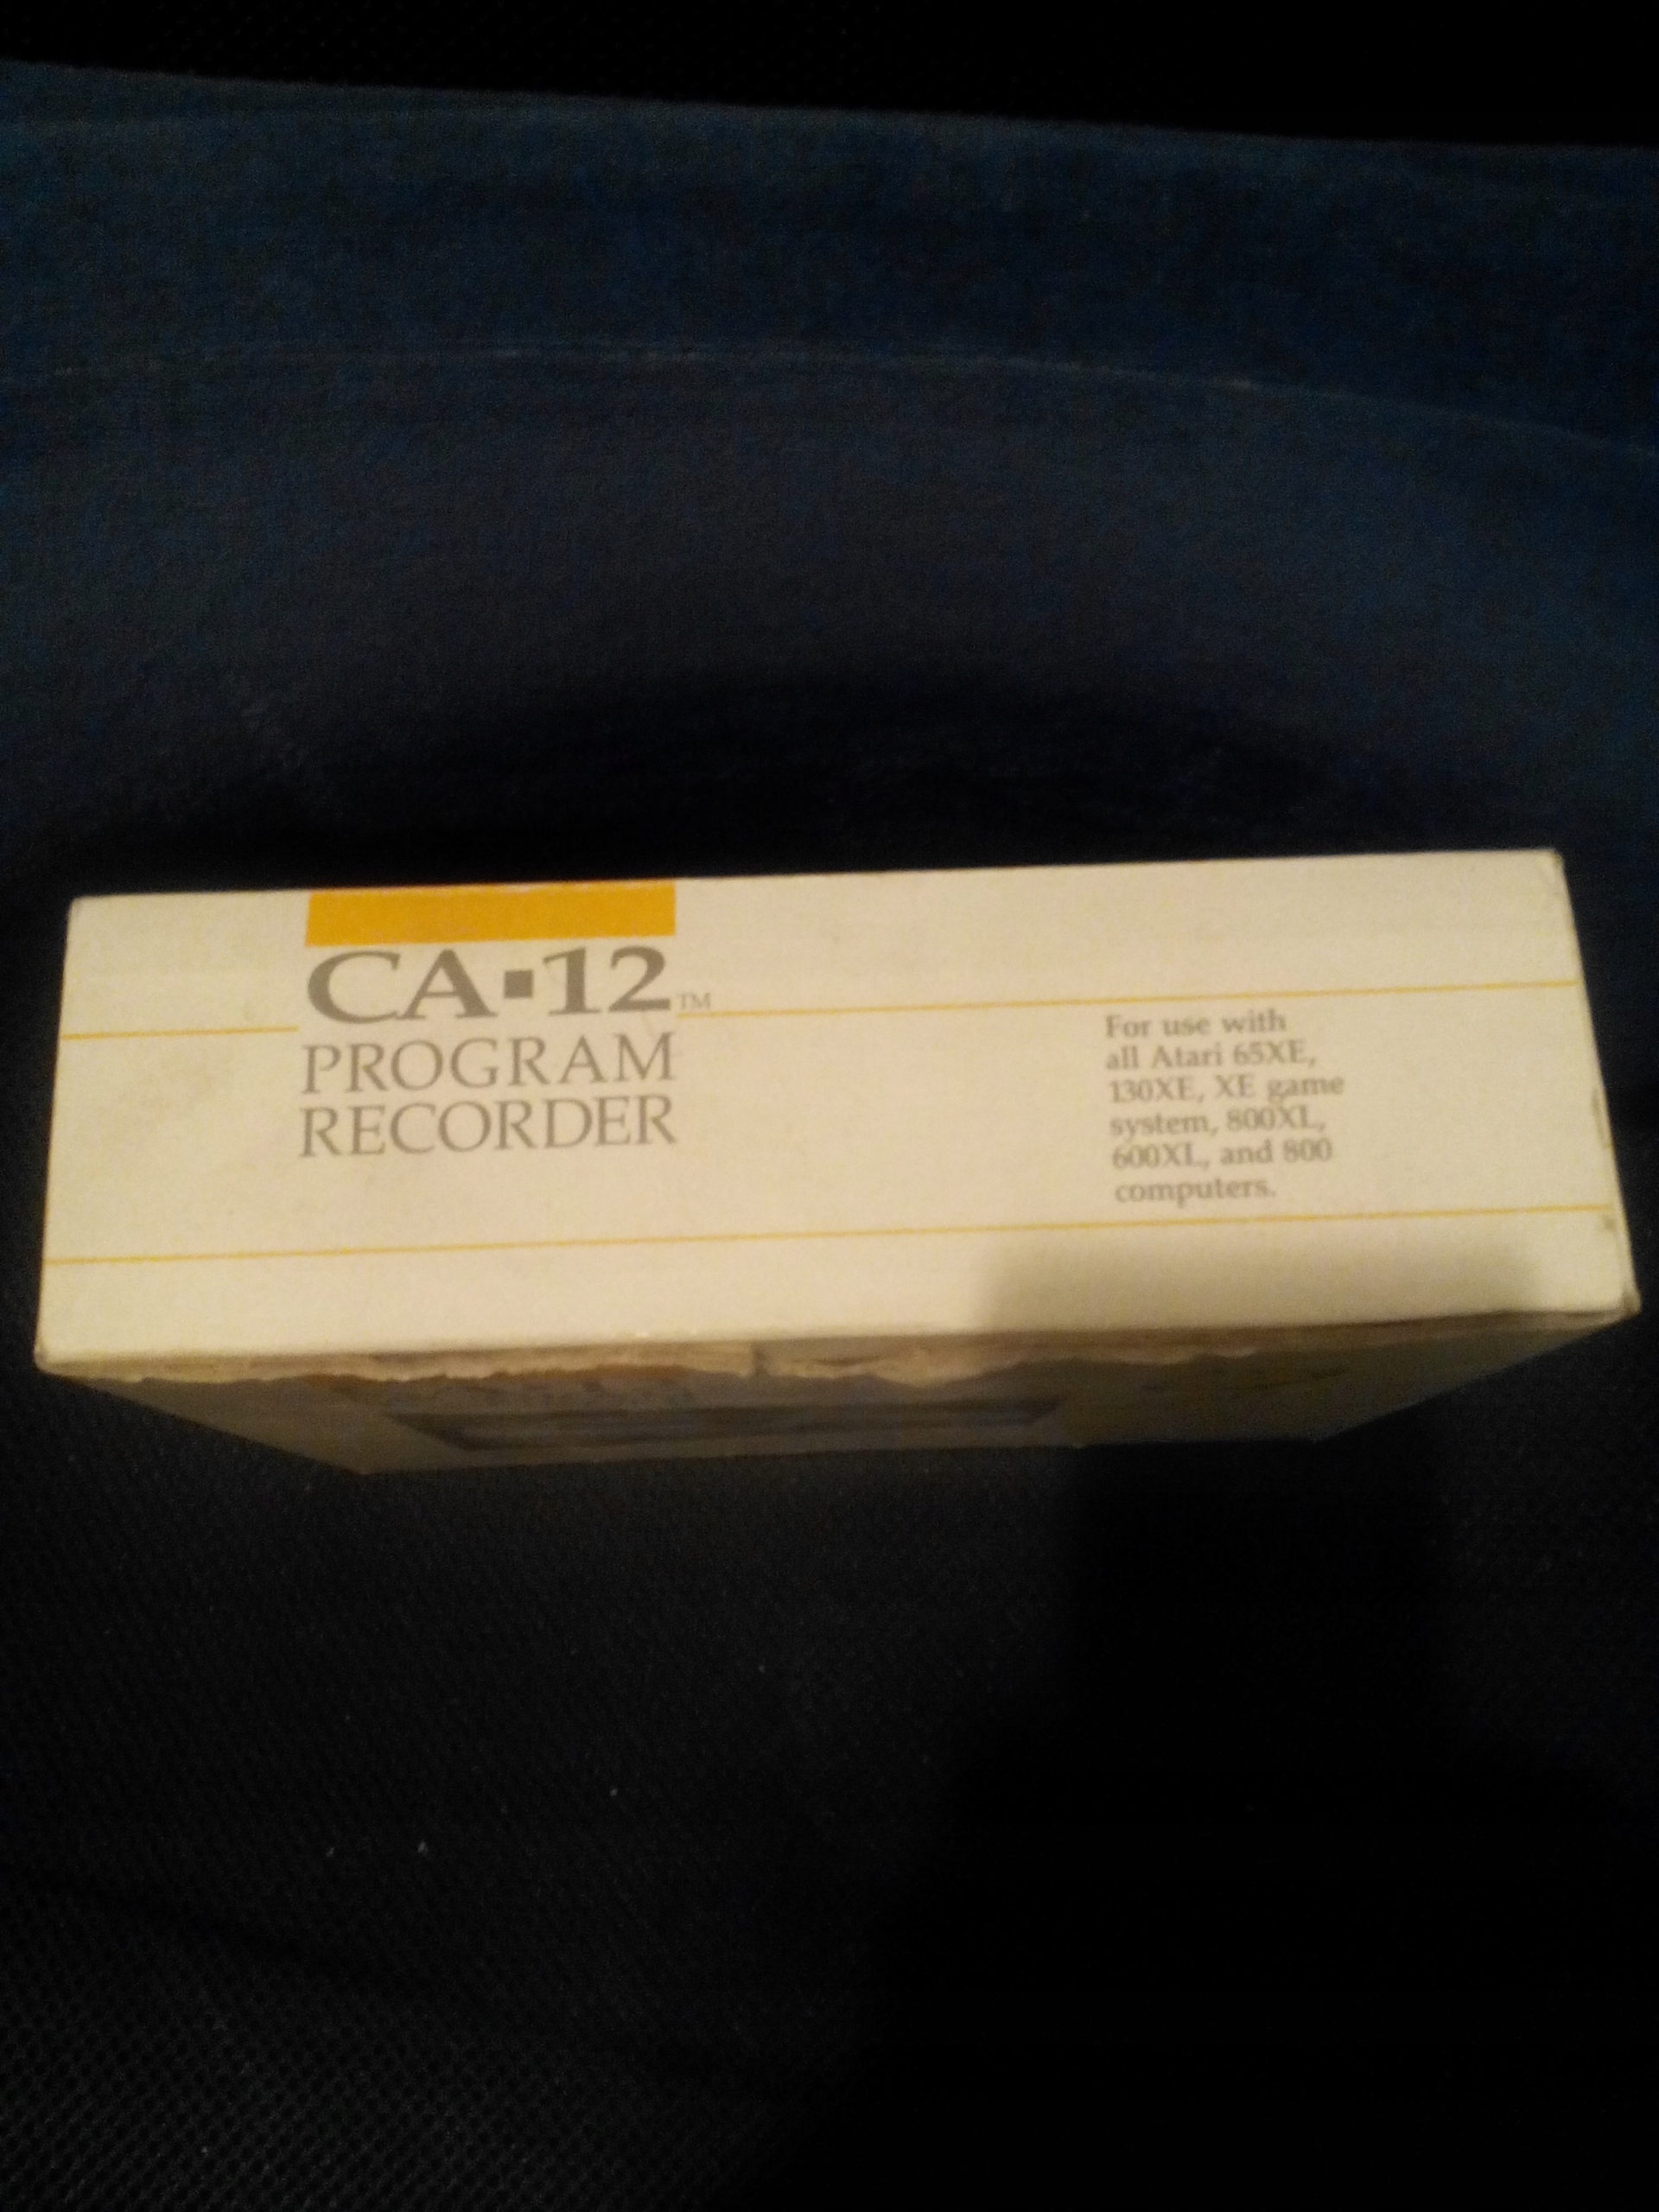 CA▪12™
PROGRAM
RECORDER
For use with
all Atari 65XE,
130XE, XE game
system, 800XL,
600XL, and 800
computers.